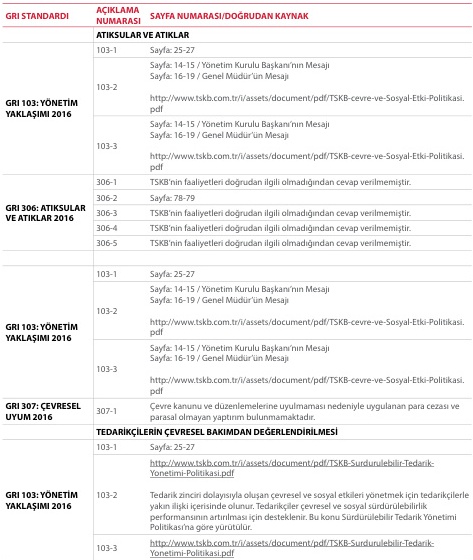 GRI STANDARDI AÇIKLAMA NUMARASI SAYFA NUMARASI/DOĞRUDAN KAYNAK
ATIKSULAR VE ATIKLAR
GRI 103: YÖNETİM
YAKLAŞIMI 2016
103-1 Sayfa: 25-27
103-2
Sayfa: 14-15 / Yönetim Kurulu Başkanı'nın Mesajı
Sayfa: 16-19 / Genel Müdür'ün Mesajı
http://www.tskb.com.tr/i/assets/document/pdf/TSKB-cevre-ve-Sosyal-Etki-Politikasi.
pdf
103-3
Sayfa: 14-15 / Yönetim Kurulu Başkanı'nın Mesajı
Sayfa: 16-19 / Genel Müdür'ün Mesajı
http://www.tskb.com.tr/i/assets/document/pdf/TSKB-cevre-ve-Sosyal-Etki-Politikasi.
pdf
GRI 306: ATIKSULAR
VE ATIKLAR 2016
306-1 TSKB'nin faaliyetleri doğrudan ilgili olmadığından cevap verilmemiştir.
306-2 Sayfa: 78-79
306-3 TSKB'nin faaliyetleri doğrudan ilgili olmadığından cevap verilmemiştir.
306-4 TSKB'nin faaliyetleri doğrudan ilgili olmadığından cevap verilmemiştir.
306-5 TSKB'nin faaliyetleri doğrudan ilgili olmadığından cevap verilmemiştir.
GRI 103: YÖNETİM
YAKLAŞIMI 2016
103-1 Sayfa: 25-27
103-2
Sayfa: 14-15 / Yönetim Kurulu Başkanı'nın Mesajı
Sayfa: 16-19 / Genel Müdür'ün Mesajı
http://www.tskb.com.tr/i/assets/document/pdf/TSKB-cevre-ve-Sosyal-Etki-Politikasi.
pdf
103-3
Sayfa: 14-15 / Yönetim Kurulu Başkanı'nın Mesajı
Sayfa: 16-19 / Genel Müdür'ün Mesajı
http://www.tskb.com.tr/i/assets/document/pdf/TSKB-cevre-ve-Sosyal-Etki-Politikasi.
pdf
GRI 307: ÇEVRESEL
UYUM 2016
307-1
Çevre kanunu ve düzenlemelerine uyulmaması nedeniyle uygulanan para cezası ve
parasal olmayan yaptırım bulunmamaktadır.
TEDARİKÇİLERİN ÇEVRESEL BAKIMDAN DEĞERLENDİRİLMESİ
GRI 103: YÖNETİM
YAKLAŞIMI 2016
103-1 Sayfa: 25-27
103-2
http://www.tskb.com.tr/i/assets/document/pdf/TSKB-Surdurulebilir-Tedarik-
Yonetimi-Politikasi.pdf
Tedarik zinciri dolayısıyla oluşan çevresel ve sosyal etkileri yönetmek için tedarikçilerle
yakın ilişki içerisinde olunur. Tedarikçiler çevresel ve sosyal sürdürülebilirlik
performansının artırılması için desteklenir. Bu konu Sürdürülebilir Tedarik Yönetimi
Politikası'na göre yürütülür.
103-3
http://www.tskb.com.tr/i/assets/document/pdf/TSKB-Surdurulebilir-Tedarik-
Yonetimi-Politikasi.pdf